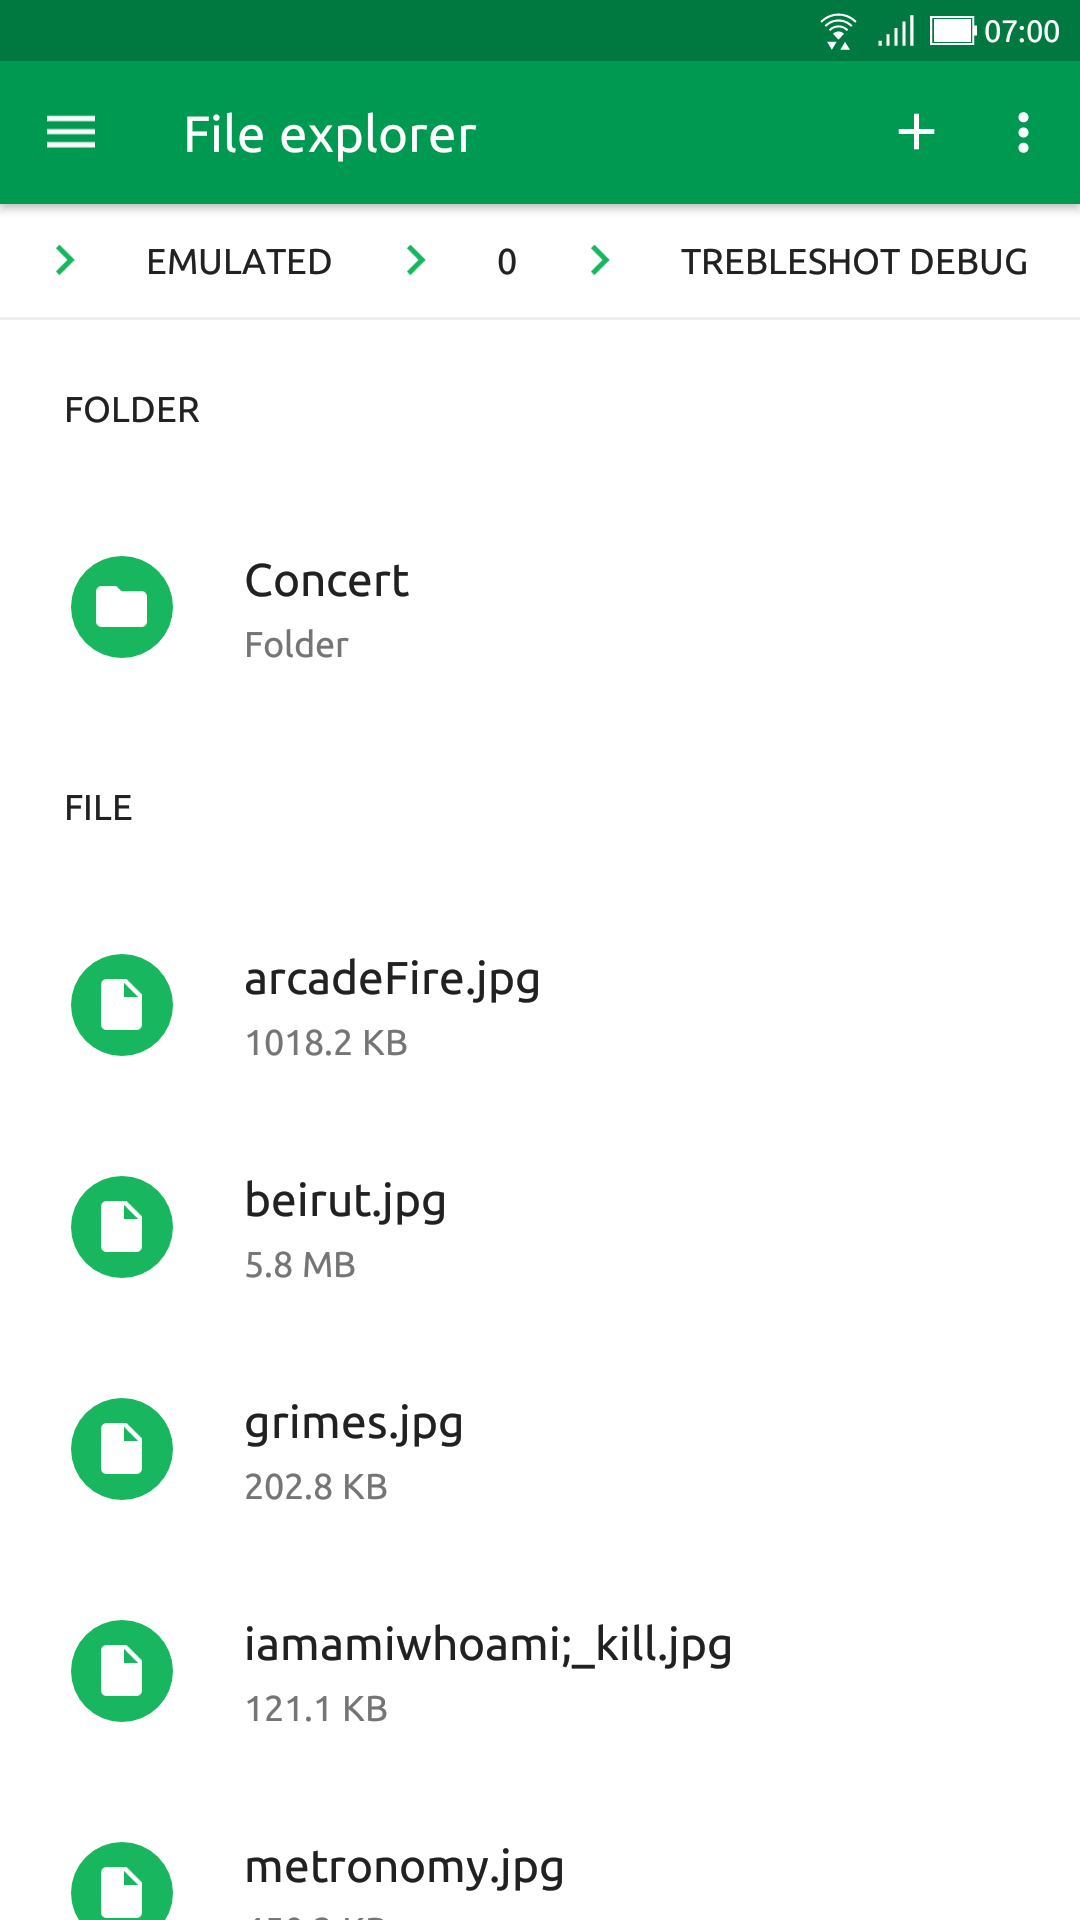 07:00
File explorer
EMULATED 0 TREBLESHOT DEBUG
FOLDER
Concert
Folder
FILE
arcadeFire.jpg
1018.2 KB
beirut.jpg
5.8 MB
grimes.jpg
202.8 KB
iamamiwhoami;_kill.jpg
121.1 KB
metronomy.jpg